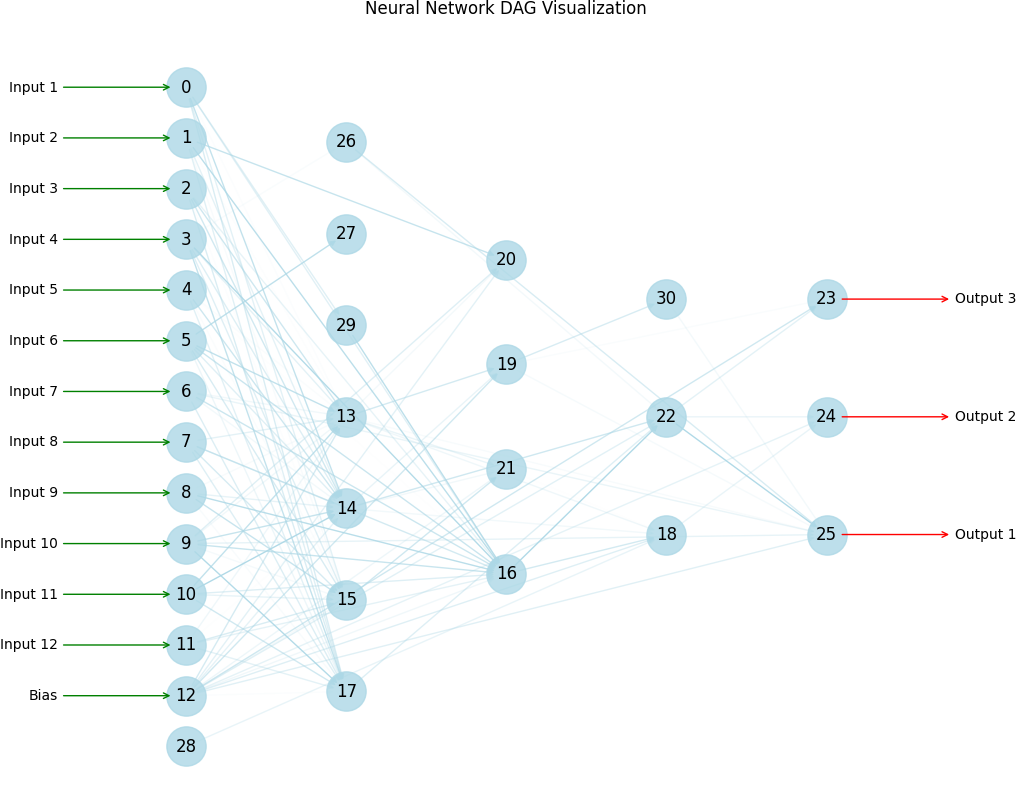 Neural Network DAG Visualization
Input 1
0
Input 2
1
26
Input 3
2
27
Input 4
3
20
Input 5
4
29
30
23
Output 3
Input 6
5
19
Input 7
6
13
22
24
Output 2
Input 8
7
21
Input 9
8
14
Input 10
9
18
25
Output 1
16
Input 11
10
15
Input 12
11
Bias
12
17
28